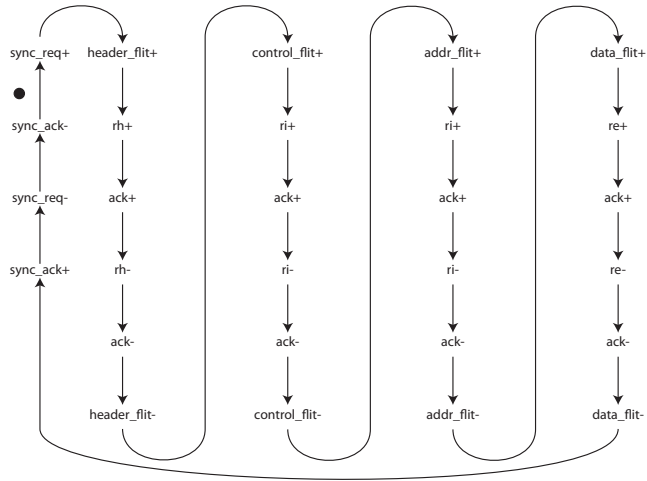 sync_req+ header_flit+ control_flit+ addr_flit+ data_flit+
sync_ack- rh+ ri+ ri+ re+
sync_req- ack+ ack+ ack+ ack+
sync_ack+ rh- ri- ri- re-
ack- ack- ack- ack-
header_flit- control_flit- addr_flit- data_flit-